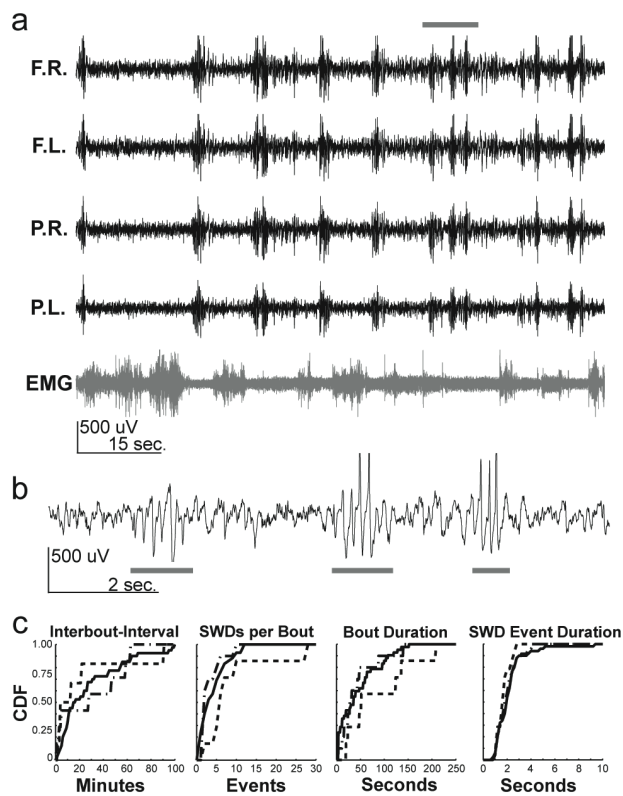 a
F.R.
F.L.
P.R.
P.L.
EMG
500 uV
15 sec.
b
500 uV
2 sec.
c
Interbout-Interval SWDs per Bout Bout Duration SWD Event Duration
CDF
1.00
0.75
0.50
0.25
0 20 40 60 80 100 0 5 10 15 20 25 30 0 50 100 150 200 250 0 2 4 6 8 10
Minutes Events Seconds Seconds